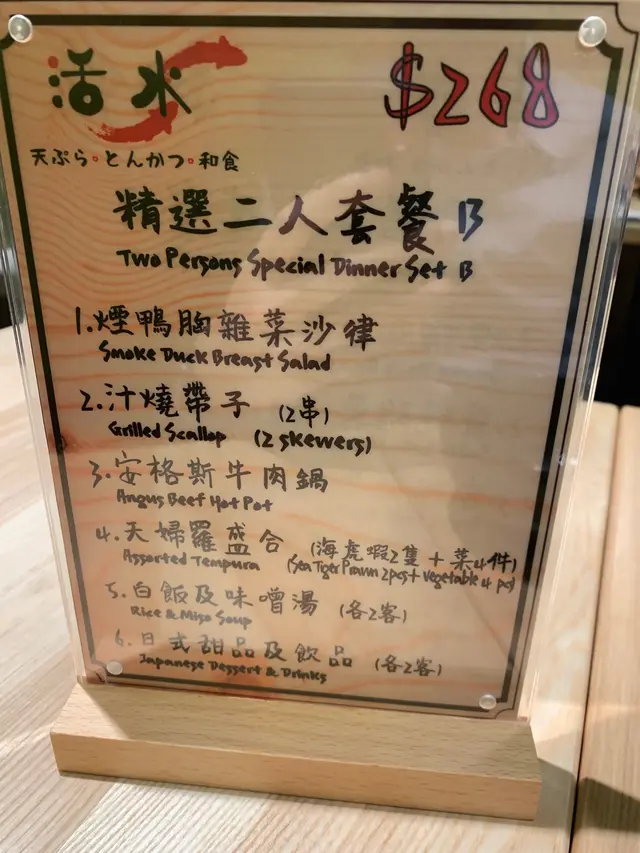 活水
$268
天ぷら・とんかつ・和食
精選二人套餐 B
Two Persons Special Dinner Set B
1.煙鴨胸雜菜沙律
Smoke Duck Breast Salad
2.汁燒帶子 (2串)
Grilled Scallop (2 skewers)
3.安格斯牛肉鍋
Angus Beef Hot Pot
4.天婦羅盛合 (海虎蝦2隻+菜4件)
Assorted Tempura (Sea Tiger Prawn 2pcs + vegetable 4 pcs)
5.白飯及味噌湯 (各2客)
Rice & Miso Soup
6.日式甜品及飲品 (各2客)
Japanese Dessert & Drinks